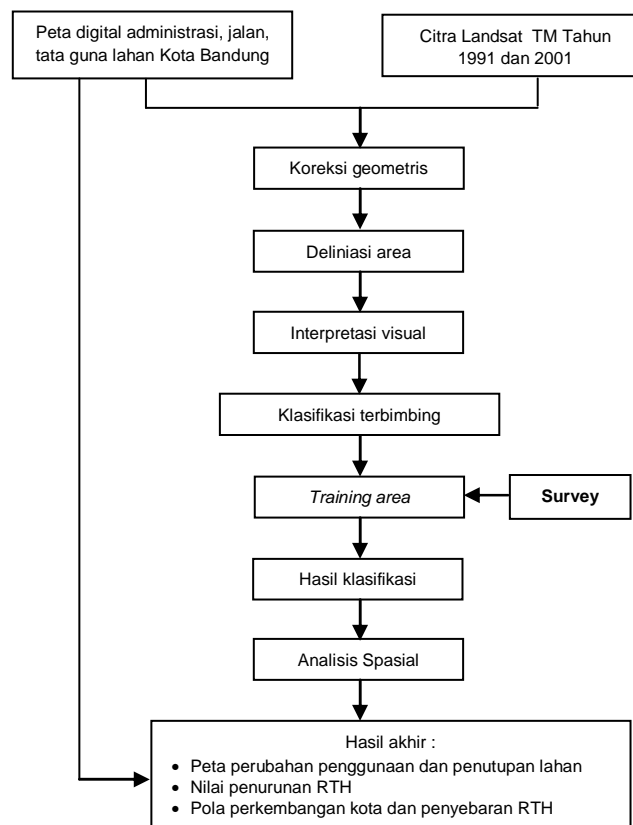 Peta digital administrasi, jalan,
tata guna lahan Kota Bandung
Citra Landsat TM Tahun
1991 dan 2001
Koreksi geometris
Deliniasi area
Interpretasi visual
Klasifikasi terbimbing
Training area
Survey
Hasil klasifikasi
Analisis Spasial
Hasil akhir :
• Peta perubahan penggunaan dan penutupan lahan
• Nilai penurunan RTH
• Pola perkembangan kota dan penyebaran RTH